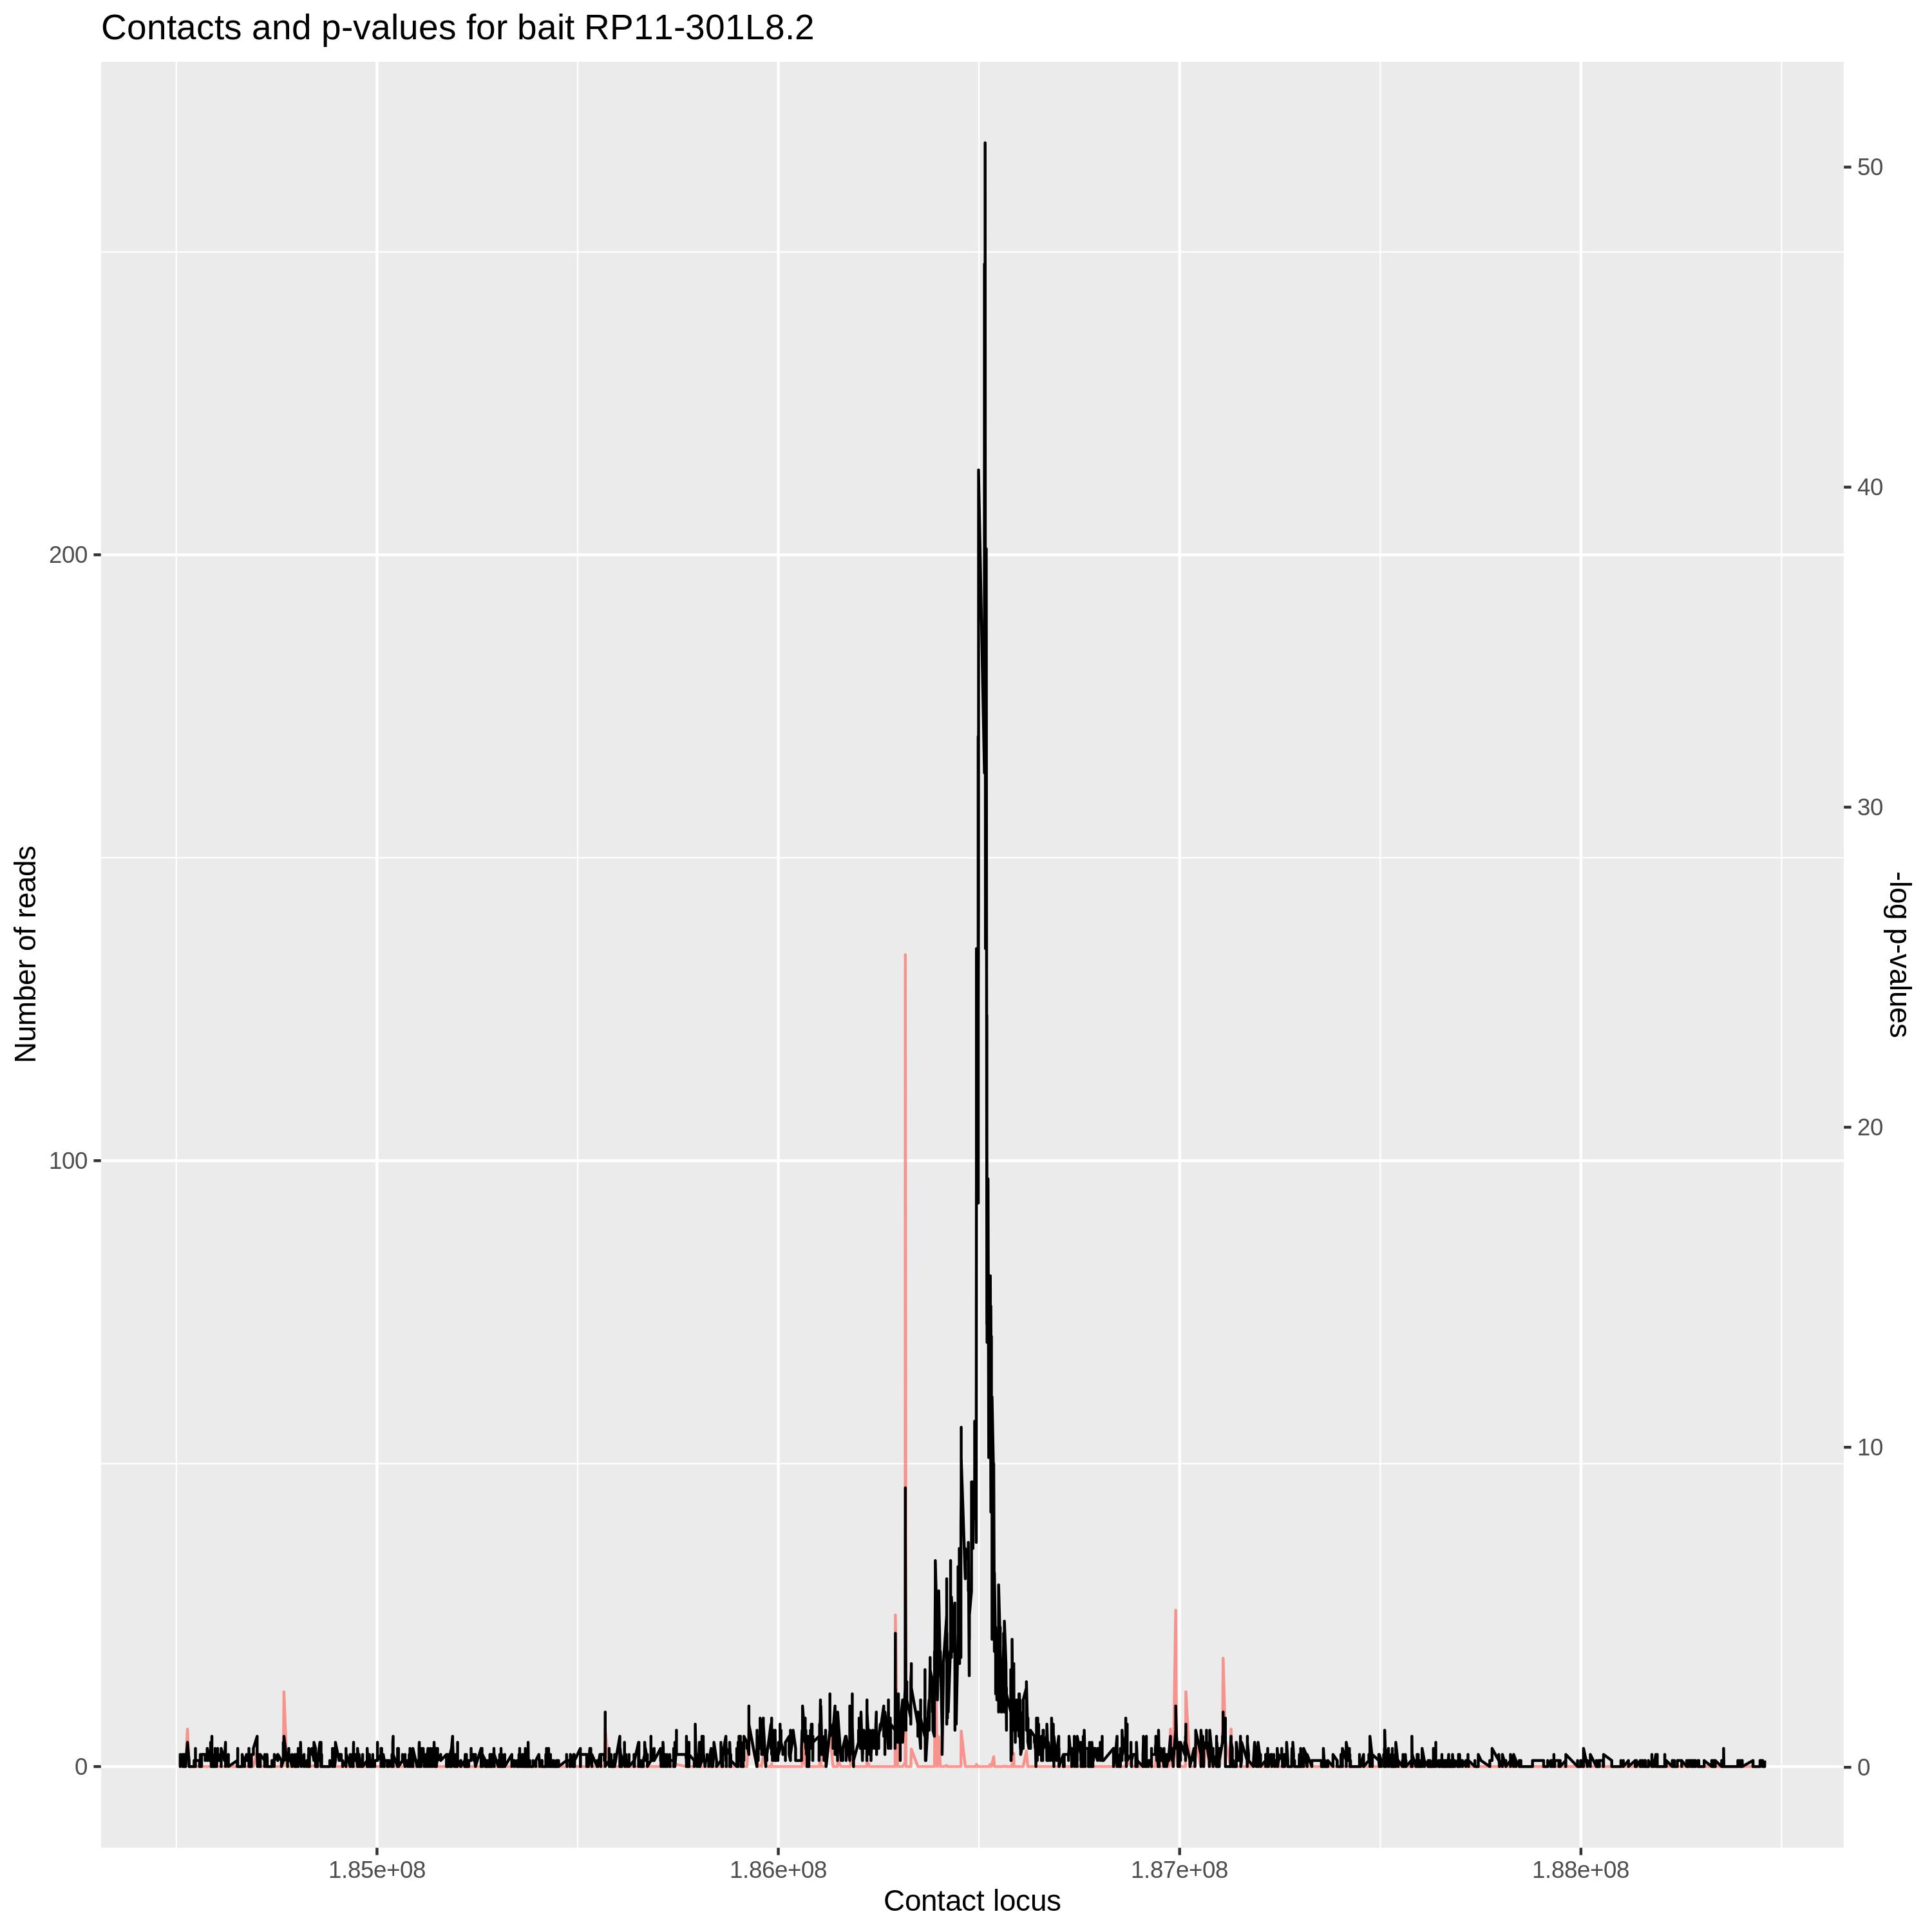 Contacts and p-values for bait RP11-301L8.2
Number of reads
200
100
0
50
40
30
20
10
0
-log p-values
1.85e+08
1.86e+08
1.87e+08
1.88e+08
Contact locus